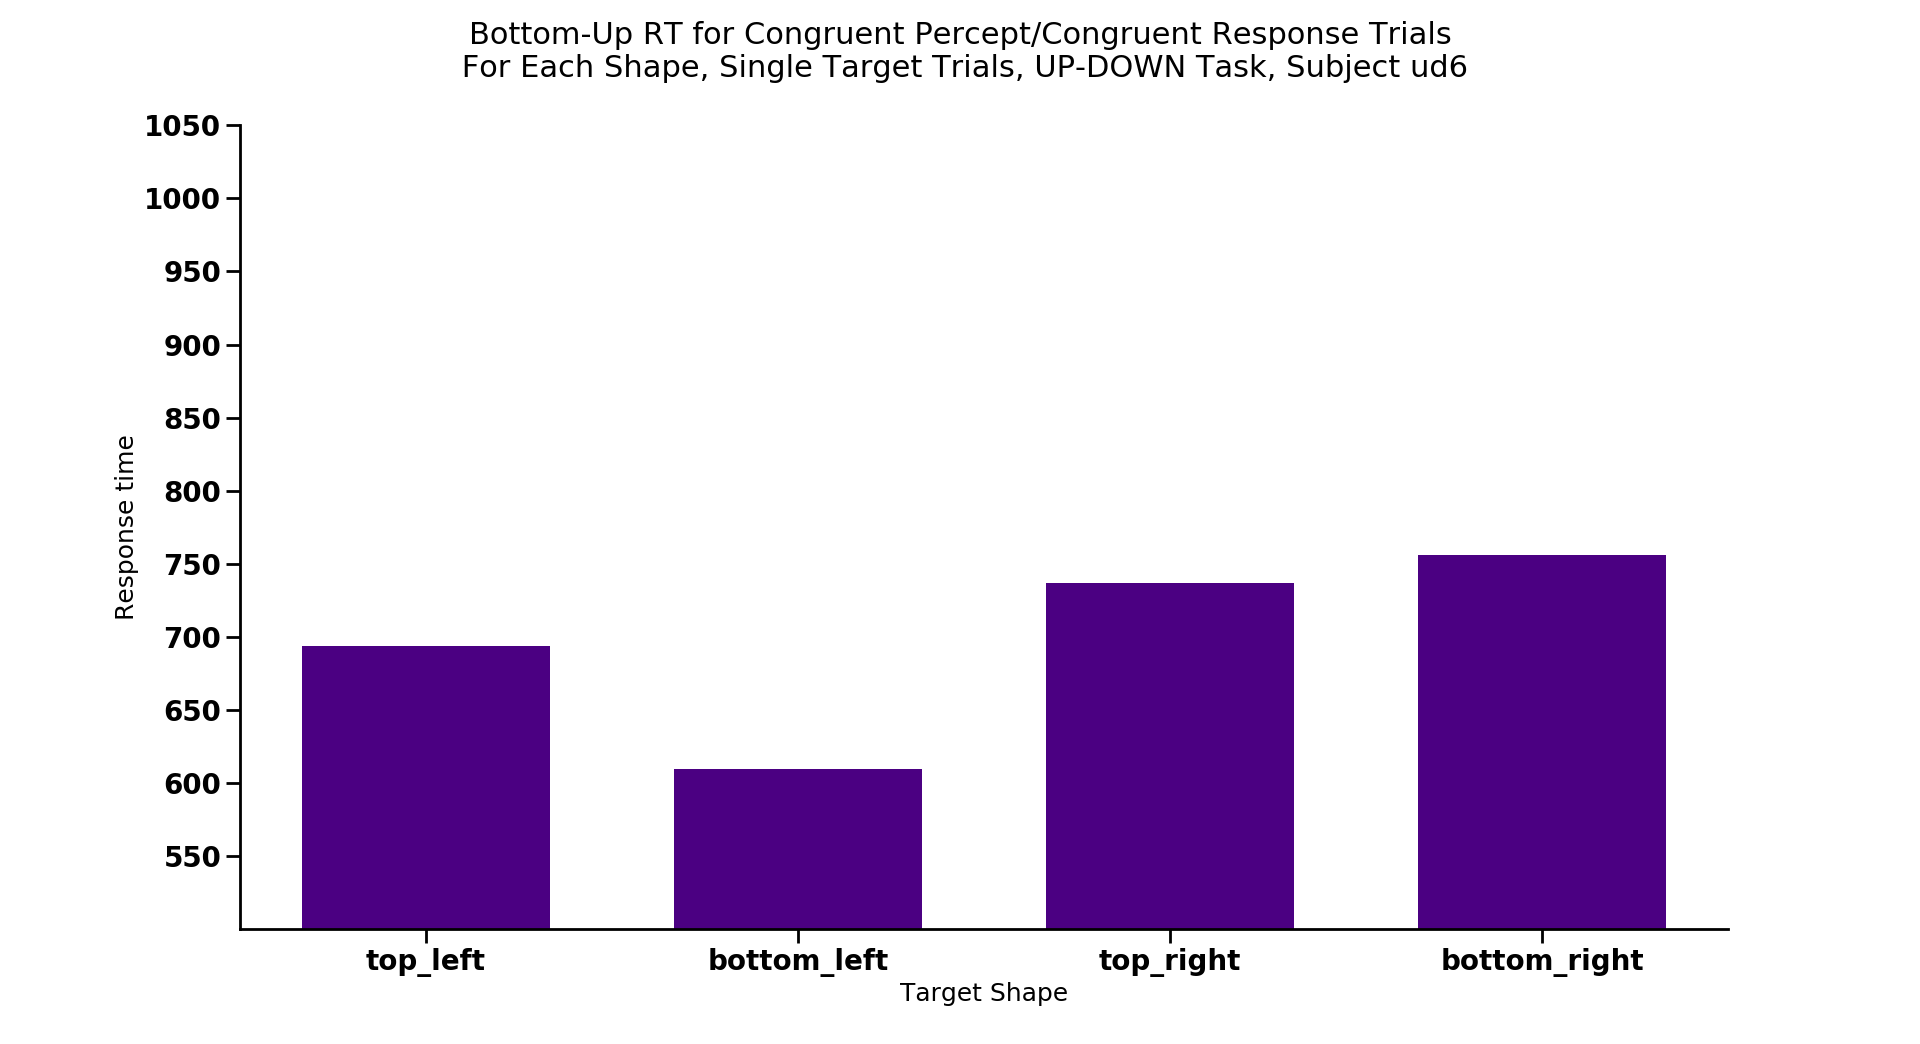 Bottom-Up RT for Congruent Percept/Congruent Response Trials
For Each Shape, Single Target Trials, UP-DOWN Task, Subject ud6
1050
1000
950
900
850
800
750
700
650
600
550
Response time
top_left bottom_left top_right bottom_right
Target Shape